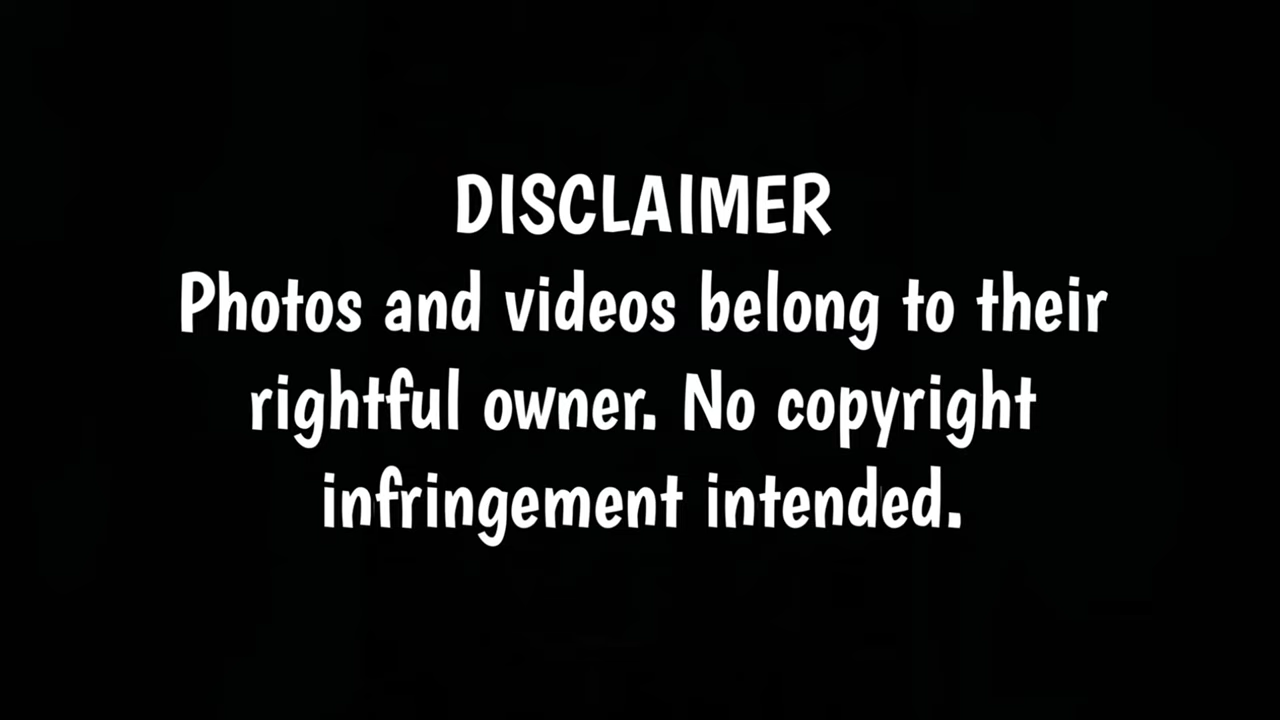 DISCLAIMER
Photos and videos belong to their
rightful owner. No copyright
infringement intended.